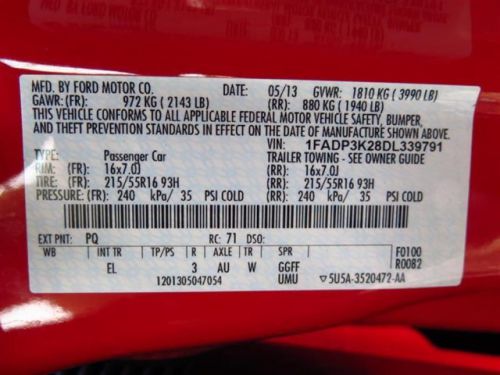 MFD. BY FORD MOTOR CO. DATE: 05/13 GVWR: 1810 KG ( 3990 LB)
GAWR: (FR): 972 KG ( 2143 LB) (RR): 880 KG ( 1940 LB)
THIS VEHICLE CONFORMS TO ALL APPLICABLE FEDERAL MOTOR VEHICLE SAFETY, BUMPER,
AND THEFT PREVENTION STANDARDS IN EFFECT ON THE DATE OF MANUFACTURE SHOWN ABOVE.
VIN: 1FADP3K28DL339791
TYPE: Passenger Car TRAILER TOWING - SEE OWNER GUIDE
RIM: (FR): 16x7.0J (RR): 16x7.0J
TIRE: (FR): 215/55R16 93H (RR): 215/55R16 93H
PRESSURE: (FR): 240 kPa/ 35 PSI COLD (RR): 240 kPa/ 35 PSI COLD
EXT PNT: PQ RC: 71 DSO:
WB INT TR TP/PS R AXLE TR SPR F0100
EL 3 AU W GGFF R0082
1201305047054 UMU 5U5A-3520472-AA